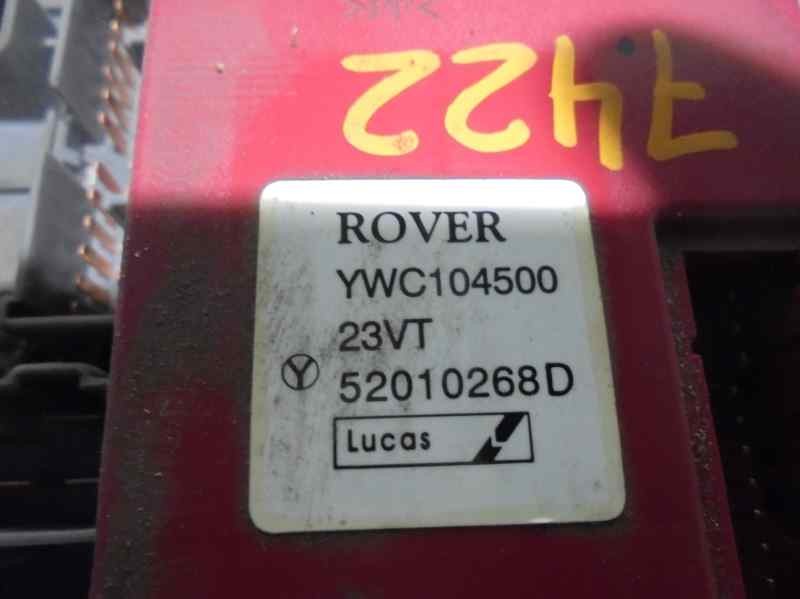 7422
ROVER
YWC104500
23VT
Y
52010268D
Lucas